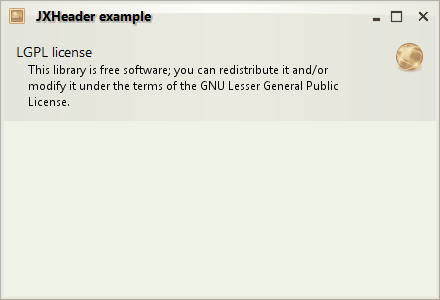 JXHeader example
LGPL license
This library is free software; you can redistribute it and/or
modify it under the terms of the GNU Lesser General Public
License.